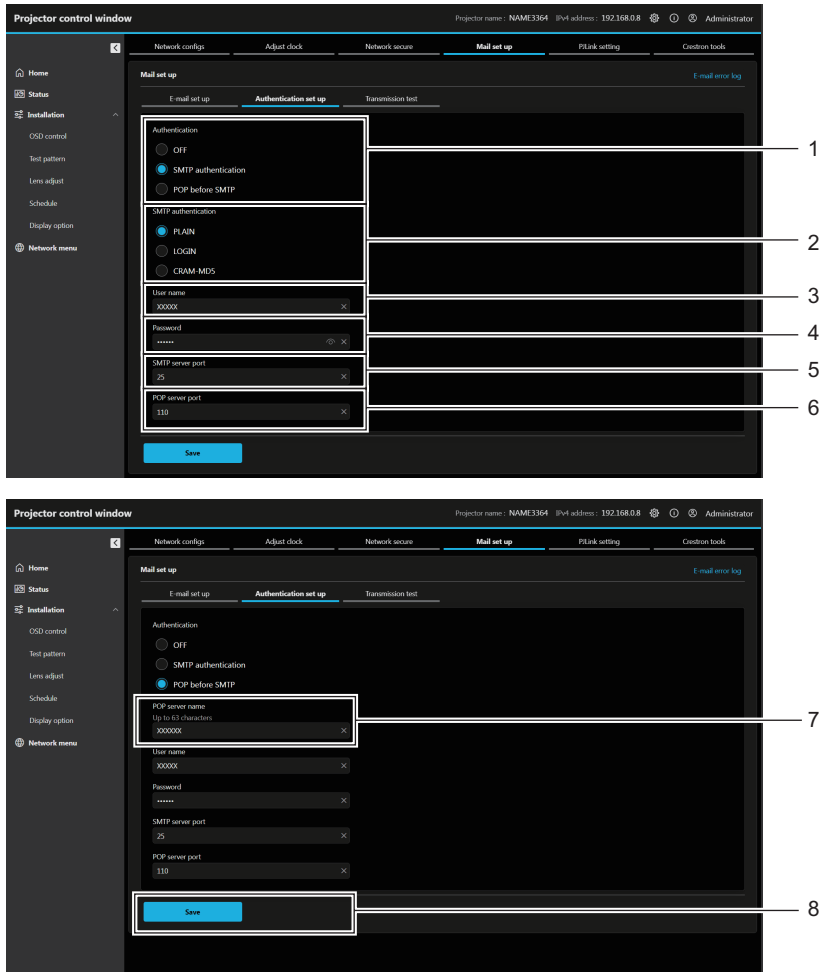 Projector control window
Projector name : NAME3364 IPv4 address : 192.168.0.8 Administrator
Network configs Adjust clock Network secure Mail set up PJLink setting Crestron tools
Home
Status
Installation
OSD control
Test pattern
Lens adjust
Schedule
Display option
Network menu
Mail set up E-mail error log
E-mail set up Authentication set up Transmission test
Authentication
OFF
SMTP authentication
POP before SMTP
1
SMTP authentication
PLAIN
LOGIN
CRAM-MD5
2
User name
XXXXX
3
Password
••••••
4
SMTP server port
25
5
POP server port
110
6
Save
Projector control window
Projector name : NAME3364 IPv4 address : 192.168.0.8 Administrator
Network configs Adjust clock Network secure Mail set up PJLink setting Crestron tools
Home
Status
Installation
OSD control
Test pattern
Lens adjust
Schedule
Display option
Network menu
Mail set up E-mail error log
E-mail set up Authentication set up Transmission test
Authentication
OFF
SMTP authentication
POP before SMTP
POP server name
Up to 63 characters
XXXXXX
7
User name
XXXXX
Password
••••••
SMTP server port
25
POP server port
110
Save
8